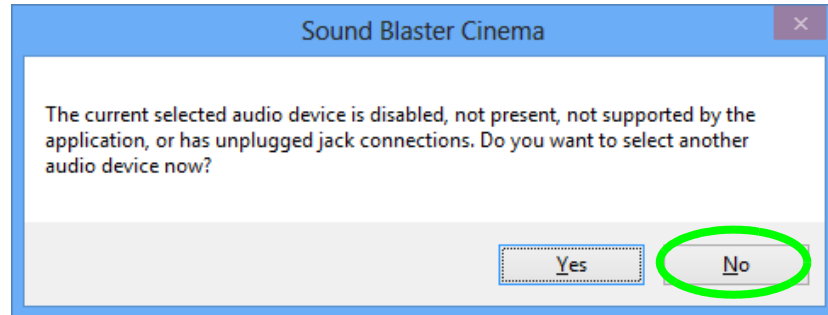 Sound Blaster Cinema
The current selected audio device is disabled, not present, not supported by the
application, or has unplugged jack connections. Do you want to select another
audio device now?
Yes
No